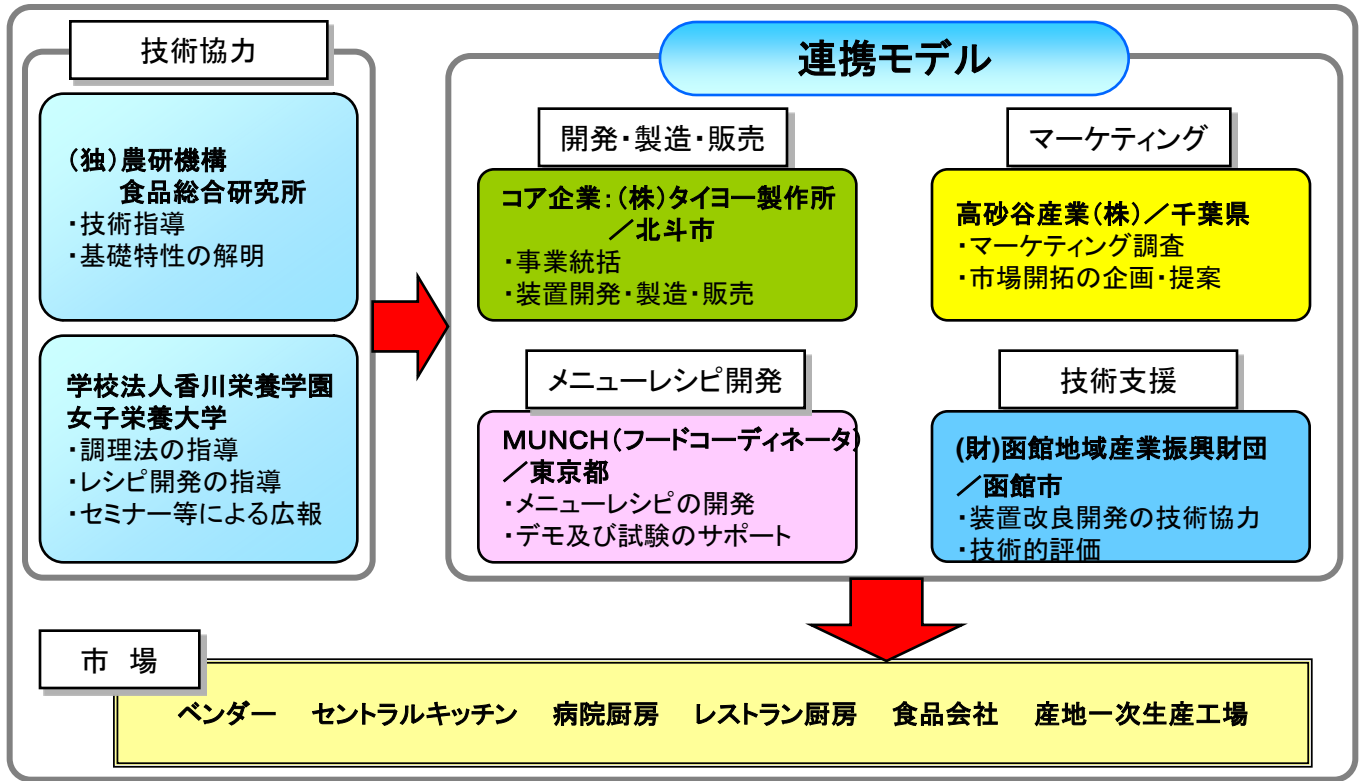 技術協力
(独)農研機構
食品総合研究所
・技術指導
・基礎特性の解明
学校法人香川栄養学園
女子栄養大学
・調理法の指導
・レシピ開発の指導
・セミナー等による広報
連携モデル
開発・製造・販売
コア企業：(株)タイヨー製作所
／北斗市
・事業統括
・装置開発・製造・販売
マーケティング
高砂谷産業(株)／千葉県
・マーケティング調査
・市場開拓の企画・提案
メニューレシピ開発
MUNCH(フードコーディネータ)
／東京都
・メニューレシピの開発
・デモ及び試験のサポート
技術支援
(財)函館地域産業振興財団
／函館市
・装置改良開発の技術協力
・技術的評価
市 場
ベンダー セントラルキッチン 病院厨房 レストラン厨房 食品会社 産地一次生産工場